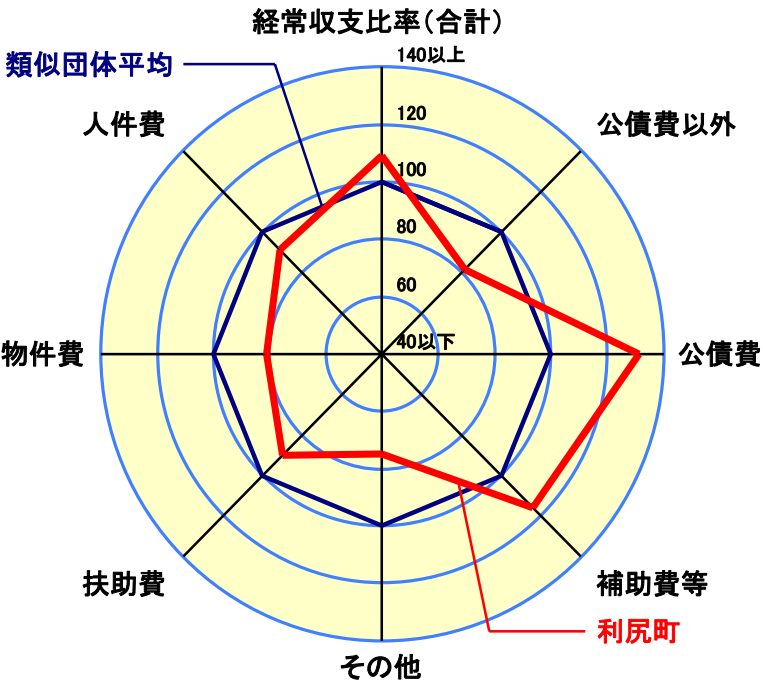 経常収支比率（合計）
140以上
類似団体平均
人件費
120
公債費以外
100
80
60
40以下
物件費
公債費
扶助費
補助費等
利尻町
その他